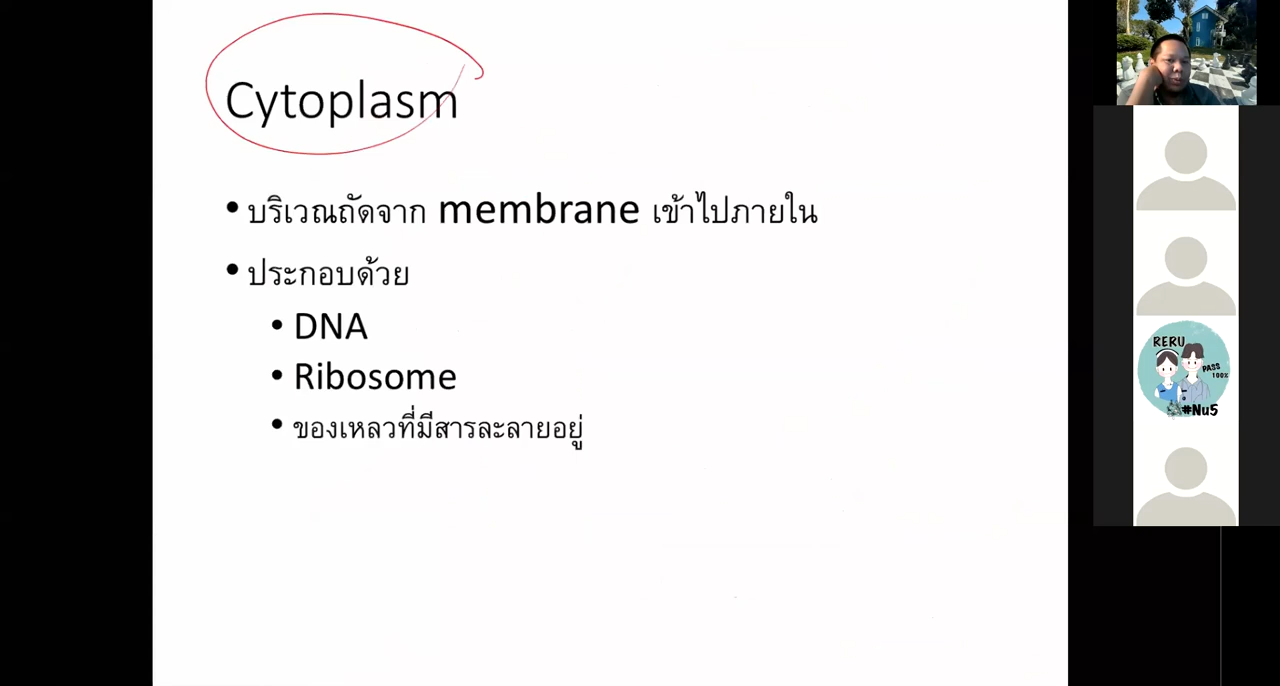 Cytoplasm
• บริเวณถัดจาก membrane เข้าไปภายใน
• ประกอบด้วย
• DNA
• Ribosome
• ของเหลวที่มีสารละลายอยู่
RERU
PASS
100%
#Nu5